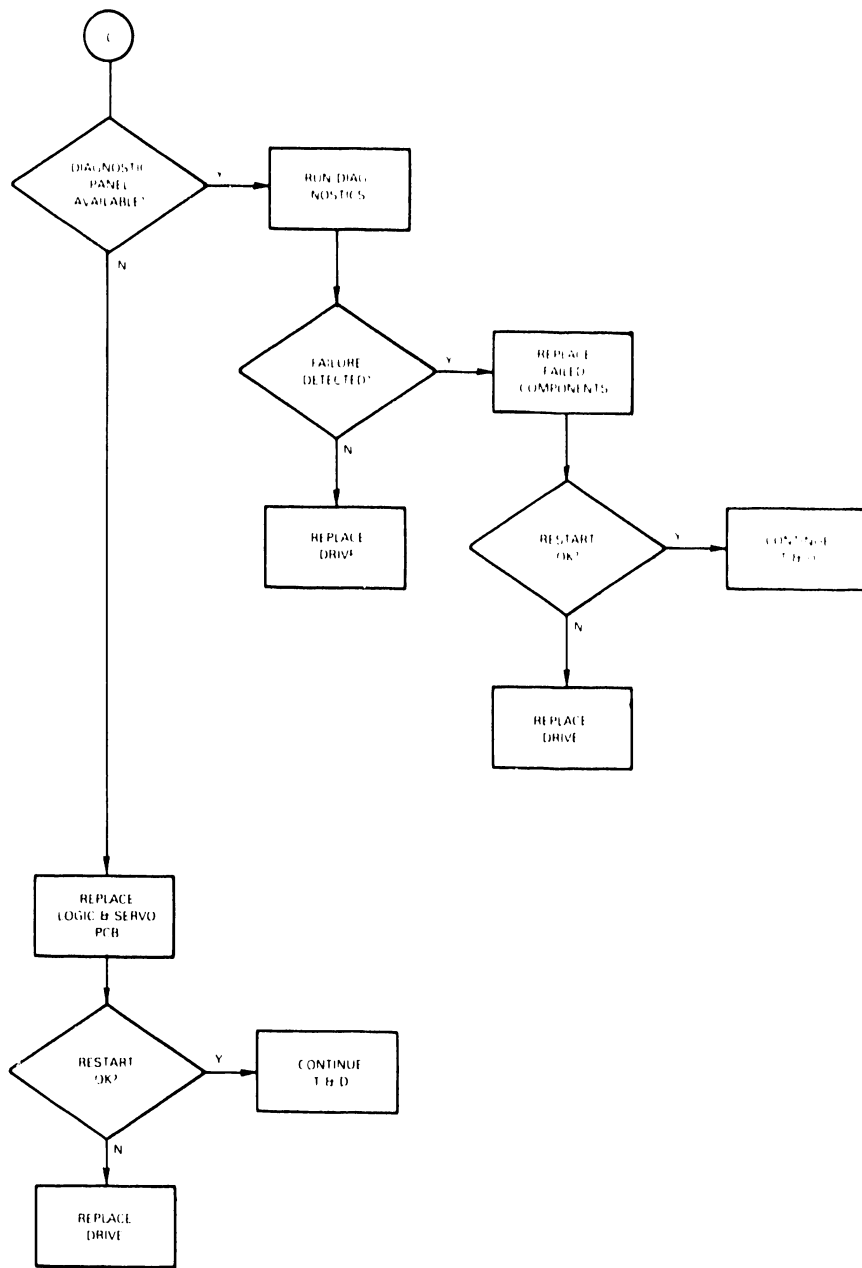 C
DIAGNOSTIC
PANEL
AVAILABLE?
Y
RUN DIAG
NOSTICS
N
FAILURE
DETECTED?
Y
REPLACE
FAILED
COMPONENTS
N
REPLACE
DRIVE
RESTART
OK?
Y
CONTINUE
T & D
N
REPLACE
DRIVE
REPLACE
LOGIC & SERVO
PCB
RESTART
OK?
Y
CONTINUE
T & D
N
REPLACE
DRIVE